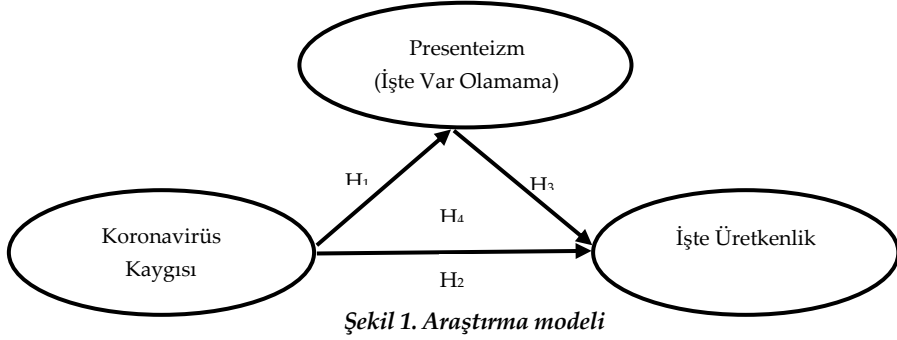 Presenteizm
(İşte Var Olamama)
H₁
H₃
H₄
Koronavirüs
Kaygısı
İşte Üretkenlik
H₂
Şekil 1. Araştırma modeli